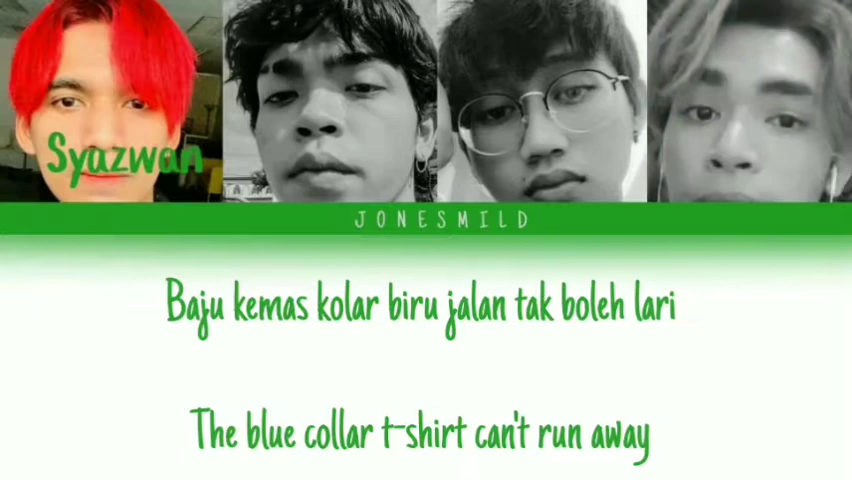 Syazwan
JONESMILD
Baju kemas kolar biru jalan tak boleh lari
The blue collar t-shirt can't run away